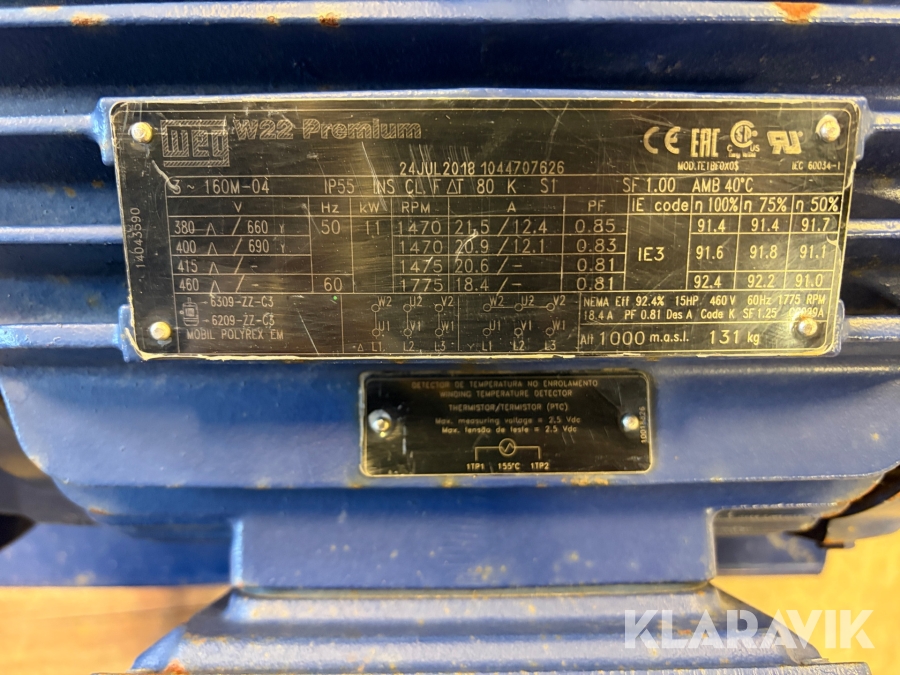 WEG W22 Premium
CE EAC CSA C US RU
24JUL2018 1044707626
MOD.TE1BF0X0$ IEC 60034-1
3 ~ 160M-04 IP55 INS CL. F ΔT 80 K S1 SF 1.00 AMB 40°C
V Hz kW RPM A PF IE code η 100% η 75% η 50%
380 Δ / 660 Y 50 11 1470 21.5 / 12.4 0.85 IE3 91.4 91.4 91.7
400 Δ / 690 Y 1470 20.9 / 12.1 0.83 91.6 91.8 91.1
415 Δ / - 1475 20.6 / - 0.81
460 Δ / - 60 1775 18.4 / - 0.81 92.4 92.2 91.0
14043590
6309-ZZ-C3
6209-ZZ-C3
MOBIL POLYREX EM
W2 U2 V2 W2 U2 V2
U1 V1 W1 U1 V1 W1
Δ L1 L2 L3 Y L1 L2 L3
NEMA Eff 92.4% 15HP 460V 60Hz 1775 RPM
18.4 A PF 0.81 Des A Code K SF 1.25
Alt 1000 m.a.s.l. 131 kg
DETECTOR DE TEMPERATURA NO ENROLAMENTO
WINDING TEMPERATURE DETECTOR
THERMISTOR/TERMISTOR (PTC)
Max. measuring voltage = 2,5 Vdc
Max. tensão de teste = 2,5 Vdc
1TP1 155°C 1TP2
KLARAVIK